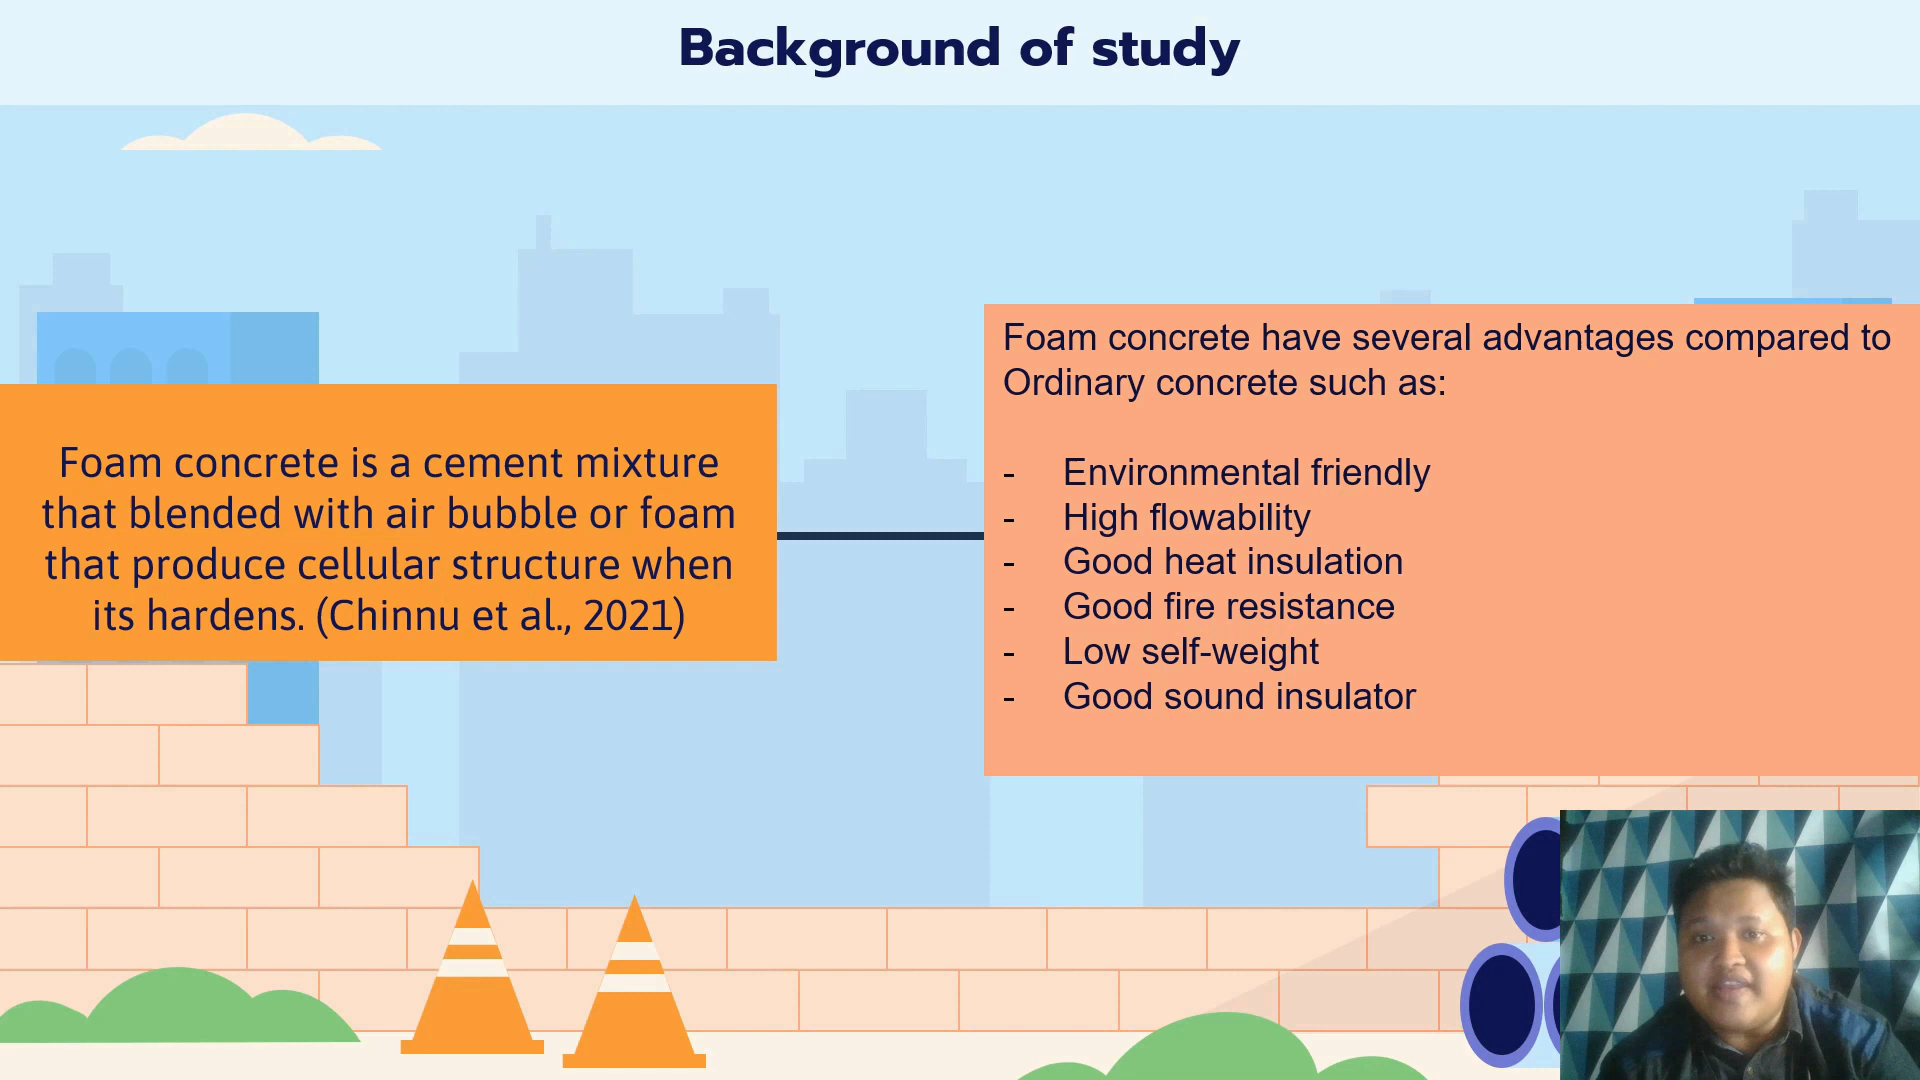 Background of study
Foam concrete is a cement mixture
that blended with air bubble or foam
that produce cellular structure when
its hardens. (Chinnu et al., 2021)
Foam concrete have several advantages compared to
Ordinary concrete such as:
- Environmental friendly
- High flowability
- Good heat insulation
- Good fire resistance
- Low self-weight
- Good sound insulator